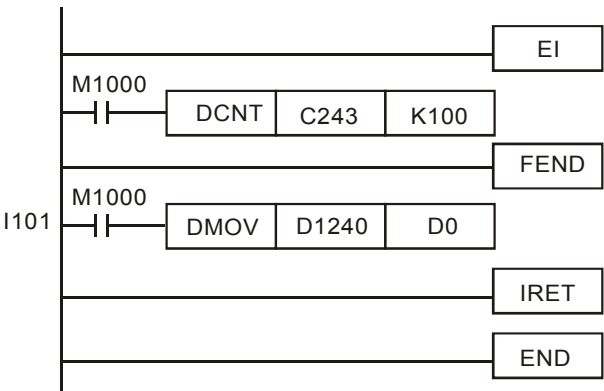 EI
M1000
DCNT C243 K100
FEND
M1000
I101 DMOV D1240 D0
IRET
END